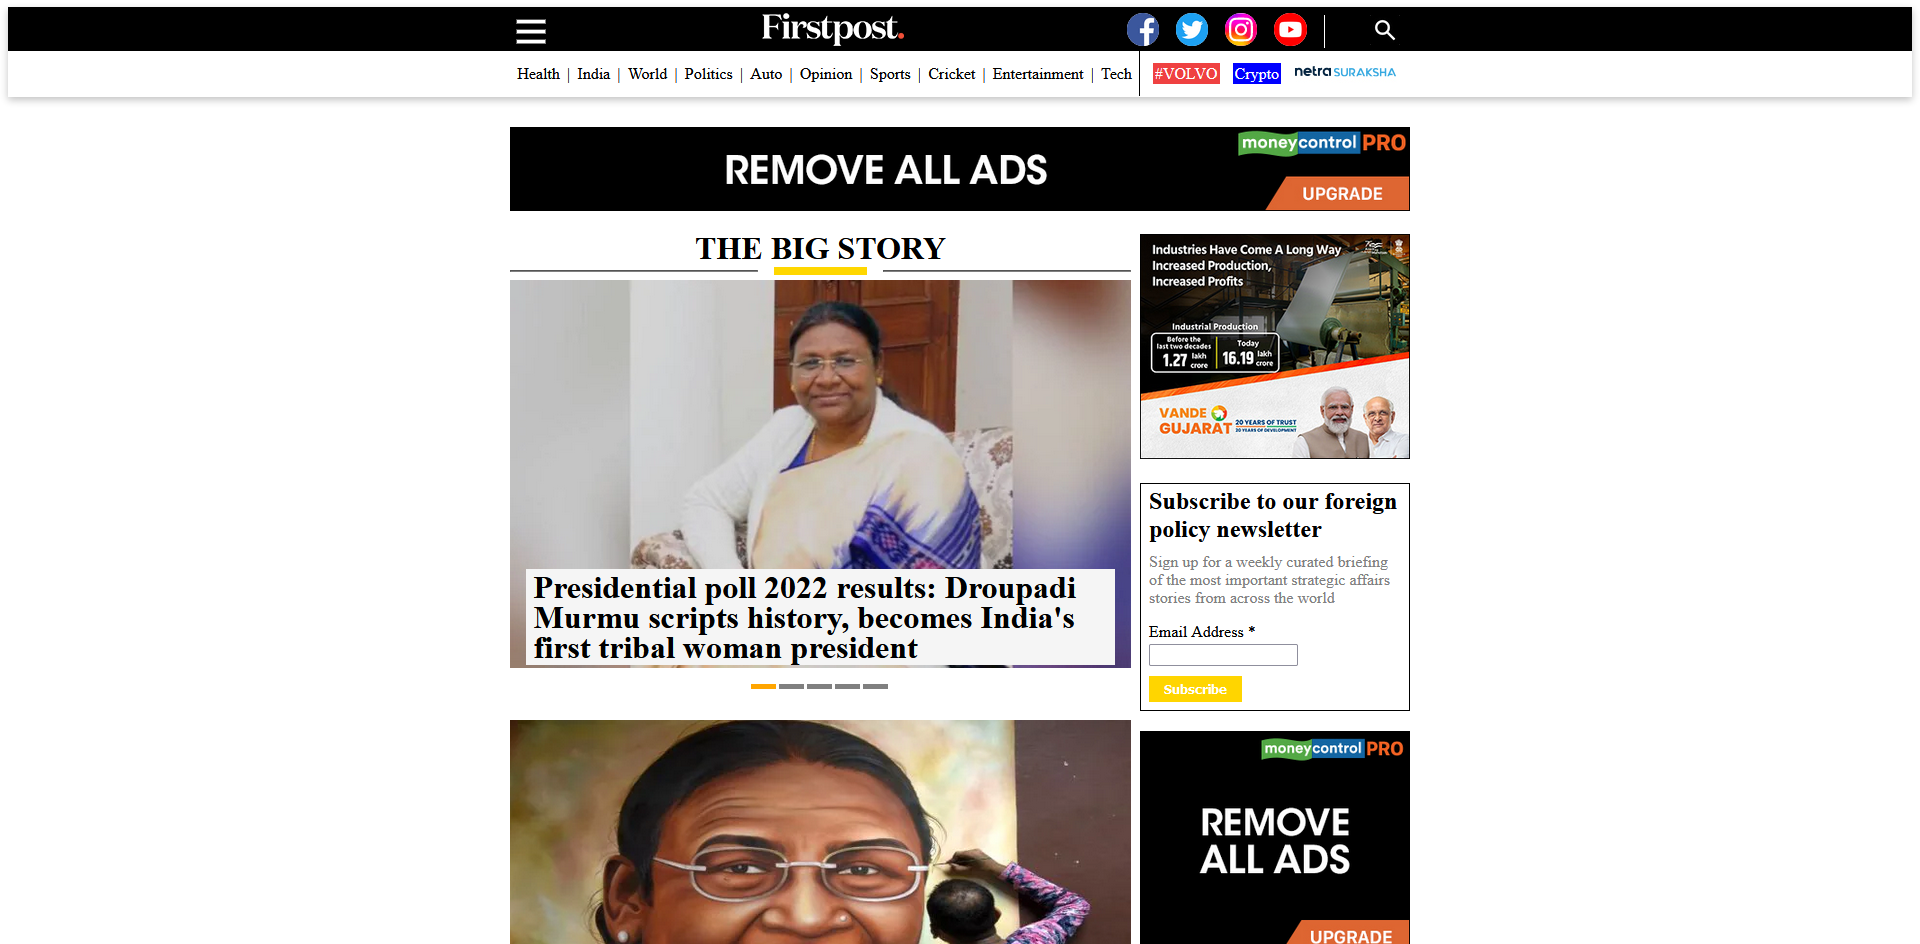 Firstpost.
Health | India | World | Politics | Auto | Opinion | Sports | Cricket | Entertainment | Tech
#VOLVO Crypto netra SURAKSHA
moneycontrol PRO
REMOVE ALL ADS
UPGRADE
THE BIG STORY
Presidential poll 2022 results: Droupadi
Murmu scripts history, becomes India's
first tribal woman president
Industries Have Come A Long Way
Increased Production,
Increased Profits
Industrial Production
Before the
last two decades
1.27 lakh
crore
Today
16.19 lakh
crore
VANDE
GUJARAT
20 YEARS OF TRUST
20 YEARS OF DEVELOPMENT
Subscribe to our foreign
policy newsletter
Sign up for a weekly curated briefing
of the most important strategic affairs
stories from across the world
Email Address *
Subscribe
moneycontrol PRO
REMOVE
ALL ADS
UPGRADE